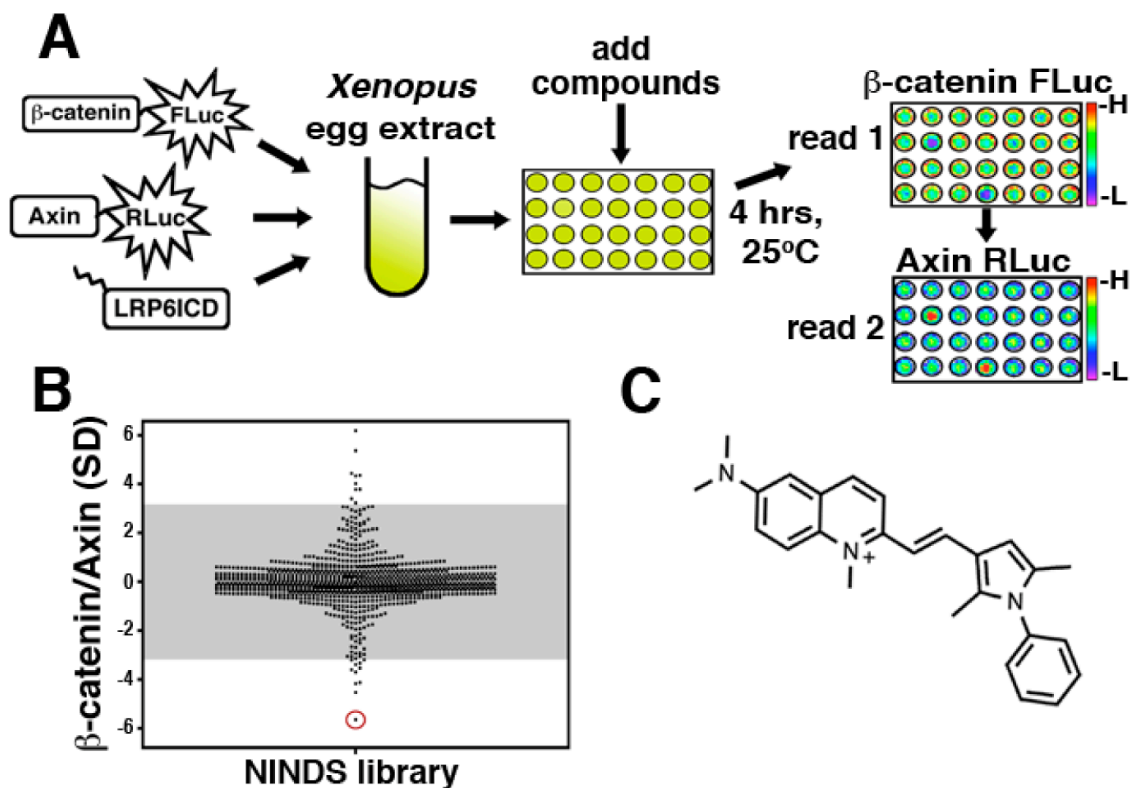 A
β-catenin
FLuc
Axin
RLuc
LRP6ICD
Xenopus
egg extract
add
compounds
4 hrs,
25ºC
β-catenin FLuc
read 1
-H
-L
Axin RLuc
read 2
-H
-L
B
β-catenin/Axin (SD)
6
4
2
0
-2
-4
-6
NINDS library
C
N
N
+
N